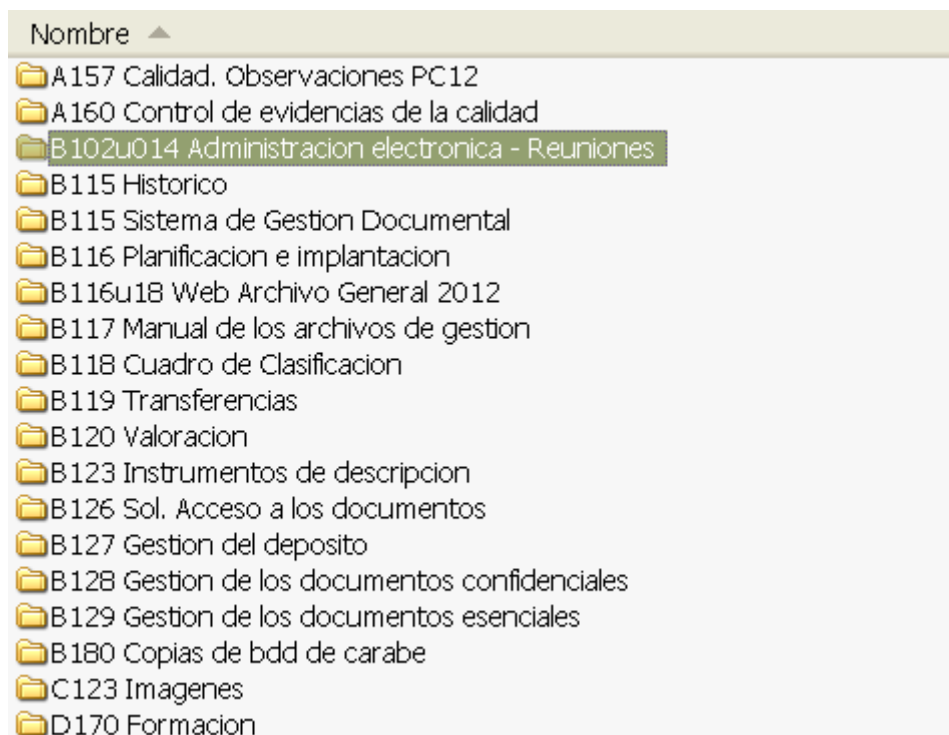 Nombre
A157 Calidad. Observaciones PC12
A160 Control de evidencias de la calidad
B102u014 Administracion electronica - Reuniones
B115 Historico
B115 Sistema de Gestion Documental
B116 Planificacion e implantacion
B116u18 Web Archivo General 2012
B117 Manual de los archivos de gestion
B118 Cuadro de Clasificacion
B119 Transferencias
B120 Valoracion
B123 Instrumentos de descripcion
B126 Sol. Acceso a los documentos
B127 Gestion del deposito
B128 Gestion de los documentos confidenciales
B129 Gestion de los documentos esenciales
B180 Copias de bdd de carabe
C123 Imagenes
D170 Formacion